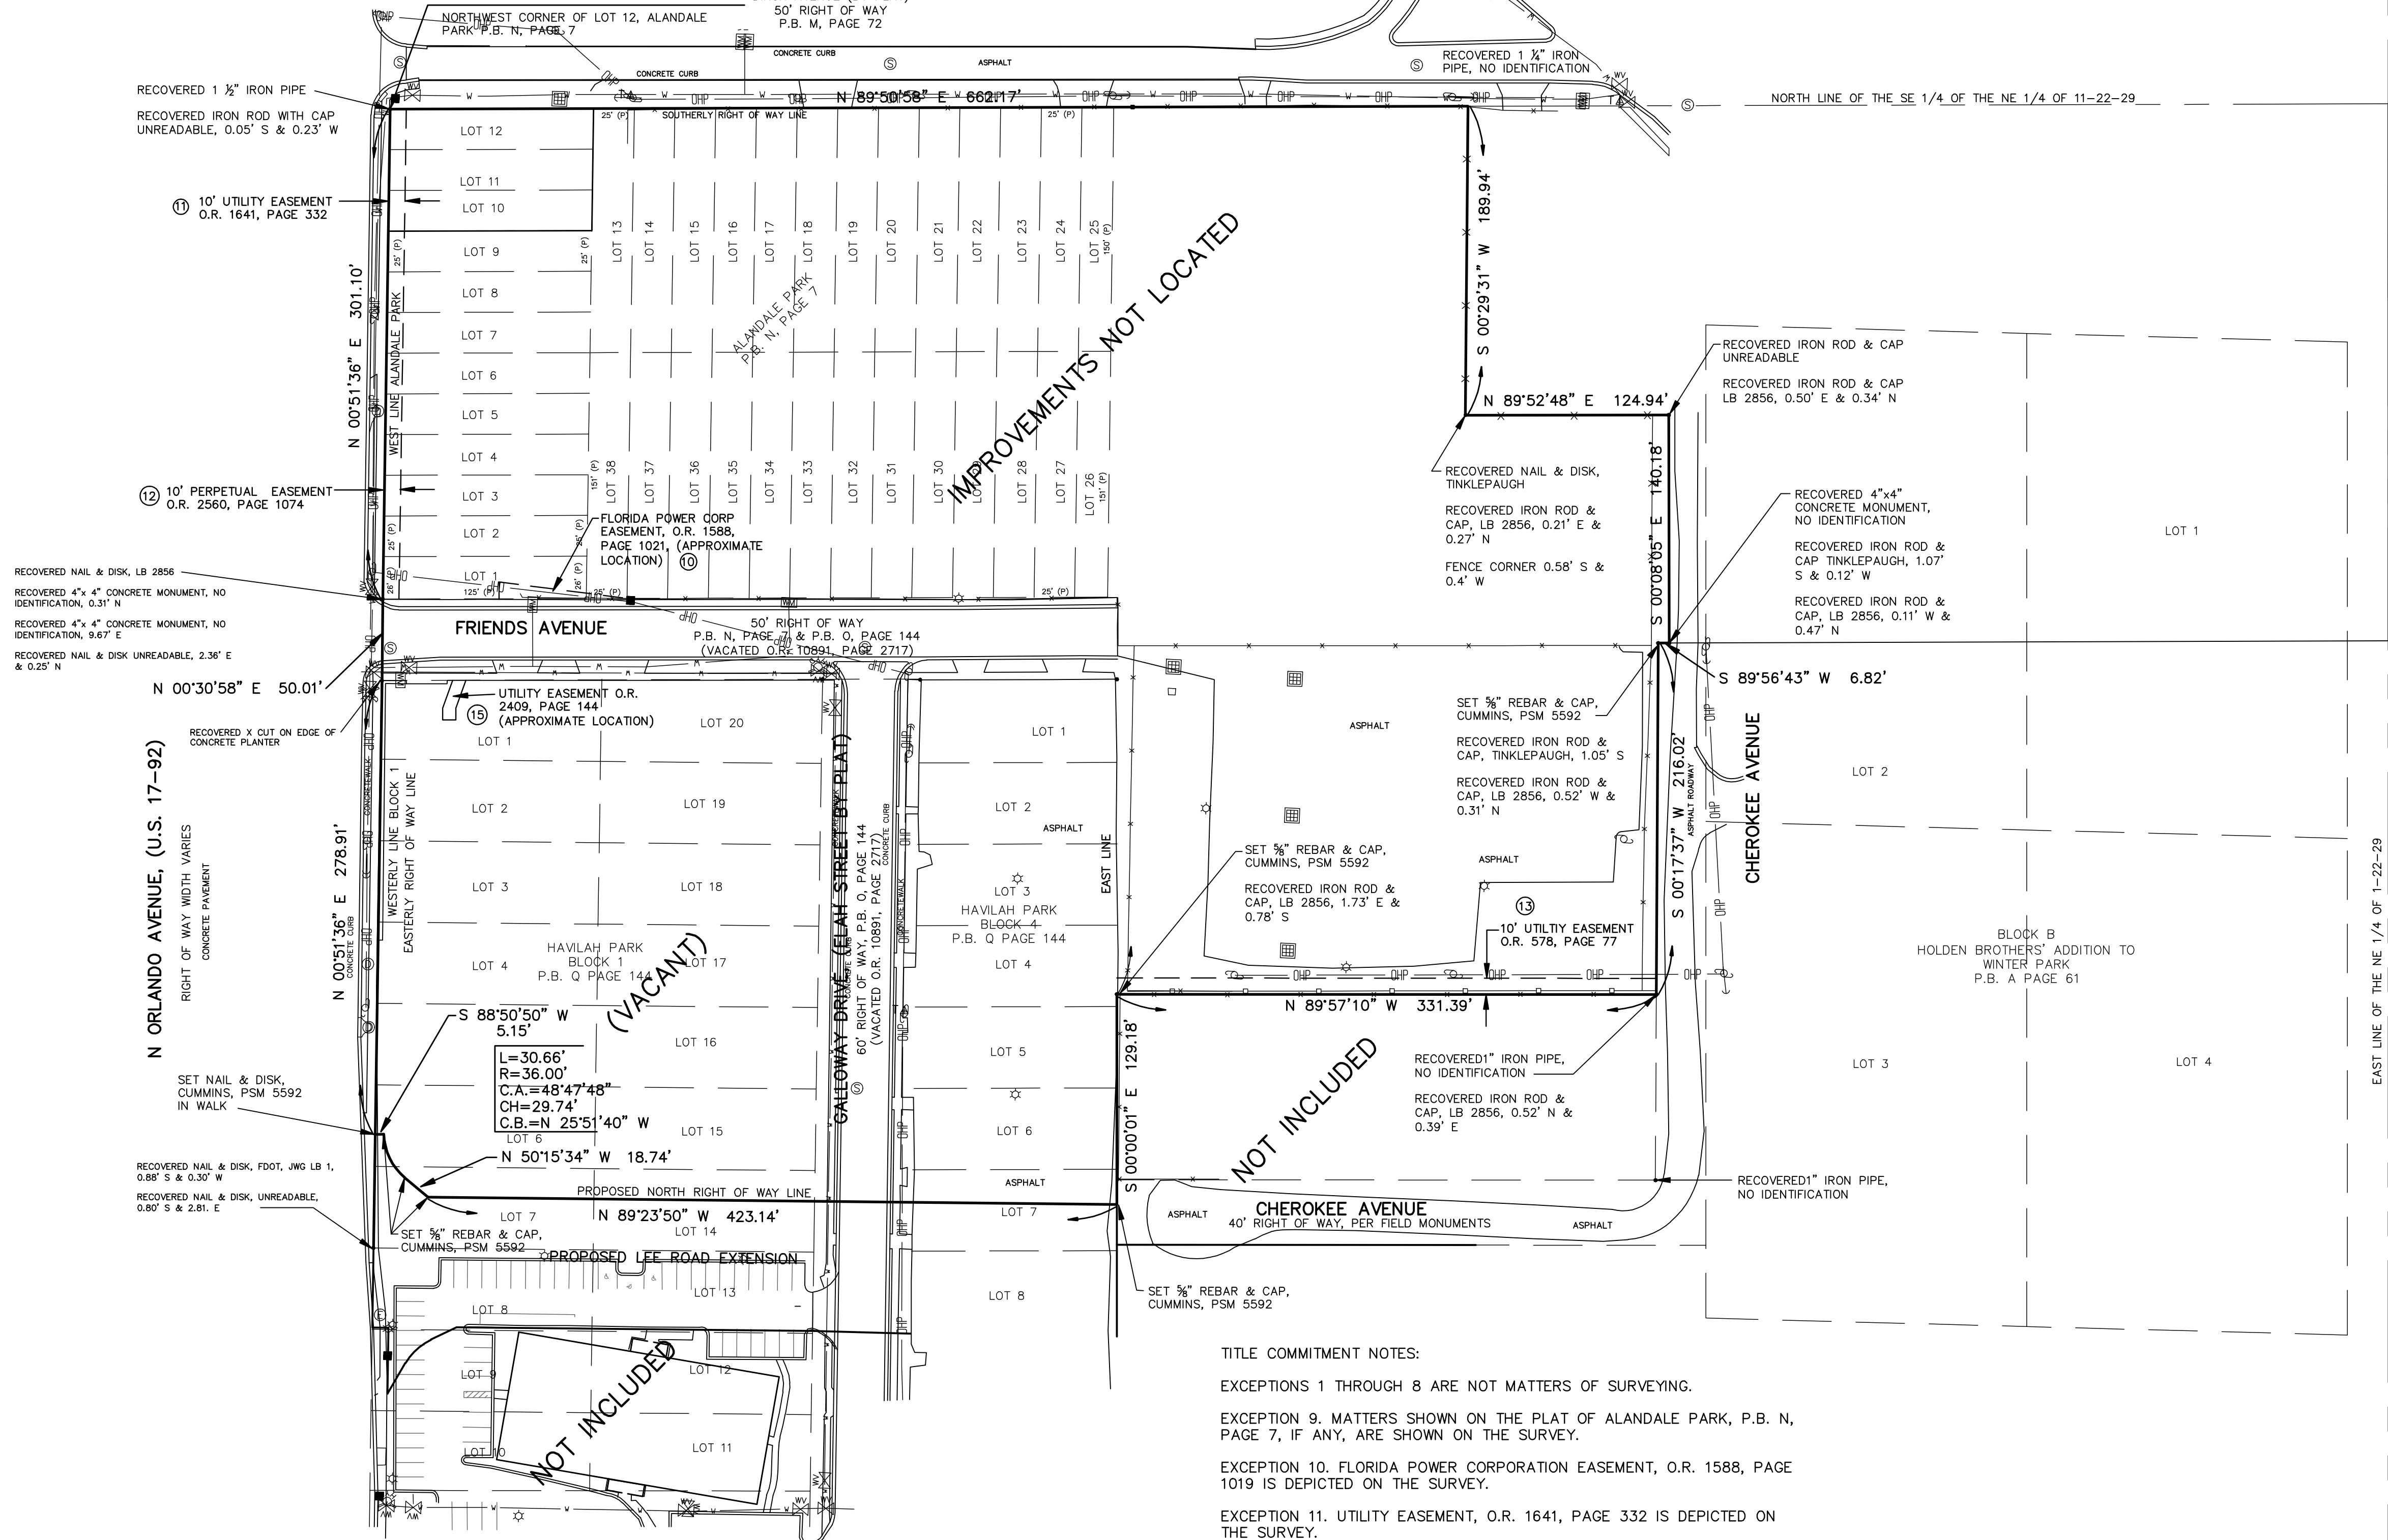 NORTHWEST CORNER OF LOT 12, ALANDALE
PARK P.B. N, PAGE 7
50' RIGHT OF WAY
P.B. M, PAGE 72
CONCRETE CURB
CONCRETE CURB
ASPHALT
RECOVERED 1 ¼" IRON
PIPE, NO IDENTIFICATION
NORTH LINE OF THE SE 1/4 OF THE NE 1/4 OF 11-22-29
RECOVERED 1 ½" IRON PIPE
RECOVERED IRON ROD WITH CAP
UNREADABLE, 0.05' S & 0.23' W
N 89°50'58" E 662.17'
SOUTHERLY RIGHT OF WAY LINE
25' (P)
25' (P)
LOT 12
LOT 11
LOT 10
LOT 9
LOT 8
LOT 7
LOT 6
LOT 5
LOT 4
LOT 3
LOT 2
LOT 1
11 10' UTILITY EASEMENT
O.R. 1641, PAGE 332
12 10' PERPETUAL EASEMENT
O.R. 2560, PAGE 1074
N 00°51'36" E 301.10'
WEST LINE ALANDALE PARK
25' (P)
25' (P)
25' (P)
26' (P)
25' (P)
26' (P)
125' (P)
25' (P)
25' (P)
LOT 13
LOT 14
LOT 15
LOT 16
LOT 17
LOT 18
LOT 19
LOT 20
LOT 21
LOT 22
LOT 23
LOT 24
LOT 25
150' (P)
ALANDALE PARK
P.B. N, PAGE 7
IMPROVEMENTS NOT LOCATED
151' (P)
LOT 38
LOT 37
LOT 36
LOT 35
LOT 34
LOT 33
LOT 32
LOT 31
LOT 30
LOT 29
LOT 28
LOT 27
LOT 26
151' (P)
FLORIDA POWER CORP
EASEMENT, O.R. 1588,
PAGE 1021, (APPROXIMATE
LOCATION) 10
S 00°29'31" W 189.94'
N 89°52'48" E 124.94'
RECOVERED IRON ROD & CAP
UNREADABLE
RECOVERED IRON ROD & CAP
LB 2856, 0.50' E & 0.34' N
RECOVERED NAIL & DISK,
TINKLEPAUGH
RECOVERED IRON ROD &
CAP, LB 2856, 0.21' E &
0.27' N
FENCE CORNER 0.58' S &
0.4' W
S 00°08'05" E 140.18'
RECOVERED 4"x4"
CONCRETE MONUMENT,
NO IDENTIFICATION
RECOVERED IRON ROD &
CAP TINKLEPAUGH, 1.07'
S & 0.12' W
RECOVERED IRON ROD &
CAP, LB 2856, 0.11' W &
0.47' N
LOT 1
RECOVERED NAIL & DISK, LB 2856
RECOVERED 4"x 4" CONCRETE MONUMENT, NO
IDENTIFICATION, 0.31' N
RECOVERED 4"x 4" CONCRETE MONUMENT, NO
IDENTIFICATION, 9.67' E
RECOVERED NAIL & DISK UNREADABLE, 2.36' E
& 0.25' N
N 00°30'58" E 50.01'
RECOVERED X CUT ON EDGE OF
CONCRETE PLANTER
FRIENDS AVENUE
50' RIGHT OF WAY
P.B. N, PAGE 7, & P.B. O, PAGE 144
(VACATED O.R. 10891, PAGE 2717)
UTILITY EASEMENT O.R.
2409, PAGE 144
15 (APPROXIMATE LOCATION)
S 89°56'43" W 6.82'
SET ⅝" REBAR & CAP,
CUMMINS, PSM 5592
RECOVERED IRON ROD &
CAP, TINKLEPAUGH, 1.05' S
RECOVERED IRON ROD &
CAP, LB 2856, 0.52' W &
0.31' N
S 00°17'37" W 216.02'
ASPHALT ROADWAY
CHEROKEE AVENUE
LOT 2
N ORLANDO AVENUE, (U.S. 17-92)
RIGHT OF WAY WIDTH VARIES
CONCRETE PAVEMENT
N 00°51'36" E 278.91'
CONCRETE CURB
CONCRETEWALK
WESTERLY LINE BLOCK 1
EASTERLY RIGHT OF WAY LINE
LOT 1
LOT 20
LOT 2
LOT 19
LOT 3
LOT 18
LOT 4
LOT 17
HAVILAH PARK
BLOCK 1
P.B. Q PAGE 144
(VACANT)
LOT 16
LOT 15
LOT 6
LOT 7
LOT 14
GALLOWAY DRIVE, (ELAH STREET BY PLAT)
60' RIGHT OF WAY, P.B. O, PAGE 144
(VACATED O.R. 10891, PAGE 2717)
CONCRETE CURB
CONCRETE CURB
CONCRETEWALK
CONCRETEWALK
LOT 1
LOT 2
ASPHALT
LOT 3
HAVILAH PARK
BLOCK 4
P.B. Q PAGE 144
LOT 4
LOT 5
LOT 6
ASPHALT
LOT 7
LOT 8
EAST LINE
ASPHALT
ASPHALT
SET ⅝" REBAR & CAP,
CUMMINS, PSM 5592
RECOVERED IRON ROD &
CAP, LB 2856, 1.73' E &
0.78' S
13
10' UTILTIY EASEMENT
O.R. 578, PAGE 77
N 89°57'10" W 331.39'
S 00°00'01" E 129.18'
NOT INCLUDED
RECOVERED1" IRON PIPE,
NO IDENTIFICATION
RECOVERED IRON ROD &
CAP, LB 2856, 0.52' N &
0.39' E
BLOCK B
HOLDEN BROTHERS' ADDITION TO
WINTER PARK
P.B. A PAGE 61
EAST LINE OF THE NE 1/4 OF 1-22-29
LOT 3
LOT 4
S 88°50'50" W
5.15'
L=30.66'
R=36.00'
C.A.=48°47'48"
CH=29.74'
C.B.=N 25°51'40" W
N 50°15'34" W 18.74'
SET NAIL & DISK,
CUMMINS, PSM 5592
IN WALK
RECOVERED NAIL & DISK, FDOT, JWG LB 1,
0.88' S & 0.30' W
RECOVERED NAIL & DISK, UNREADABLE,
0.80' S & 2.81. E
SET ⅝" REBAR & CAP,
CUMMINS, PSM 5592
PROPOSED NORTH RIGHT OF WAY LINE
N 89°23'50" W 423.14'
PROPOSED LEE ROAD EXTENSION
ASPHALT
CHEROKEE AVENUE
40' RIGHT OF WAY, PER FIELD MONUMENTS
ASPHALT
RECOVERED1" IRON PIPE,
NO IDENTIFICATION
SET ⅝" REBAR & CAP,
CUMMINS, PSM 5592
LOT 13
LOT 8
LOT 12
LOT 9
LOT 11
LOT 10
NOT INCLUDED
TITLE COMMITMENT NOTES:
EXCEPTIONS 1 THROUGH 8 ARE NOT MATTERS OF SURVEYING.
EXCEPTION 9. MATTERS SHOWN ON THE PLAT OF ALANDALE PARK, P.B. N,
PAGE 7, IF ANY, ARE SHOWN ON THE SURVEY.
EXCEPTION 10. FLORIDA POWER CORPORATION EASEMENT, O.R. 1588, PAGE
1019 IS DEPICTED ON THE SURVEY.
EXCEPTION 11. UTILITY EASEMENT, O.R. 1641, PAGE 332 IS DEPICTED ON
THE SURVEY.